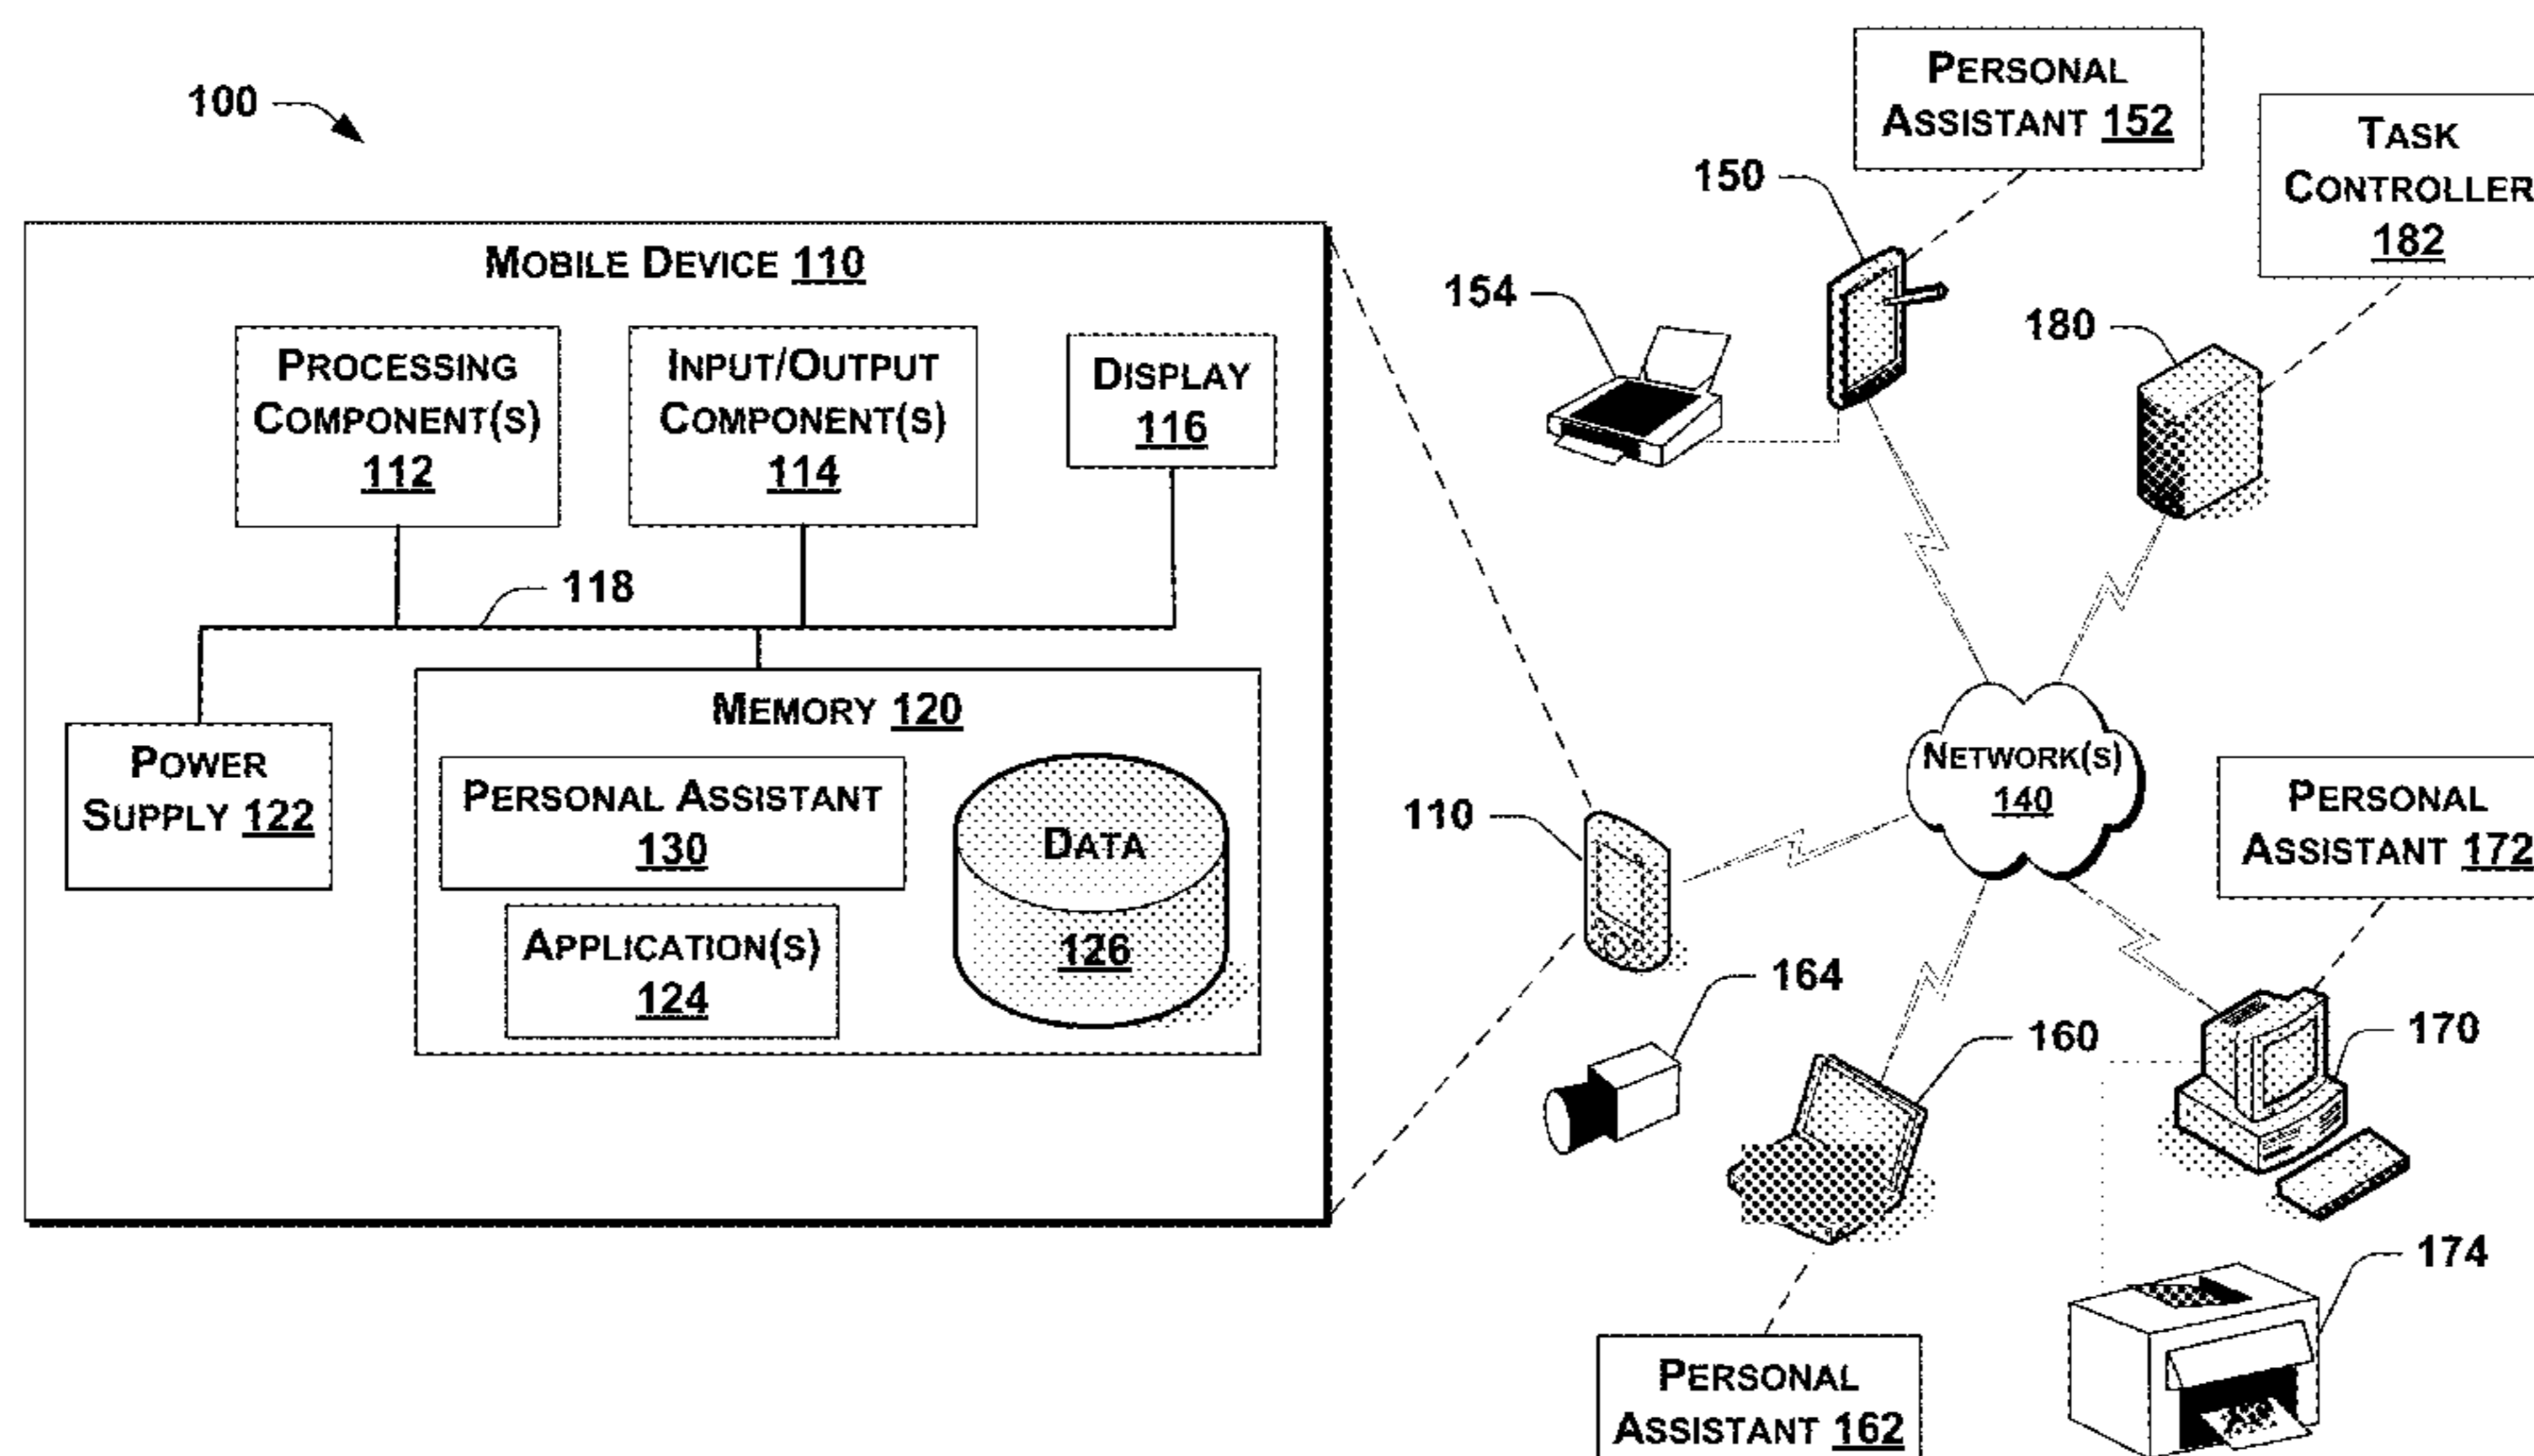 100
MOBILE DEVICE 110
PROCESSING
COMPONENT(S)
112
INPUT/OUTPUT
COMPONENT(S)
114
DISPLAY
116
118
POWER
SUPPLY 122
MEMORY 120
PERSONAL ASSISTANT
130
APPLICATION(S)
124
DATA
126
PERSONAL
ASSISTANT 152
150
154
TASK
CONTROLLER
182
180
NETWORK(S)
140
110
PERSONAL
ASSISTANT 172
170
164
160
174
PERSONAL
ASSISTANT 162